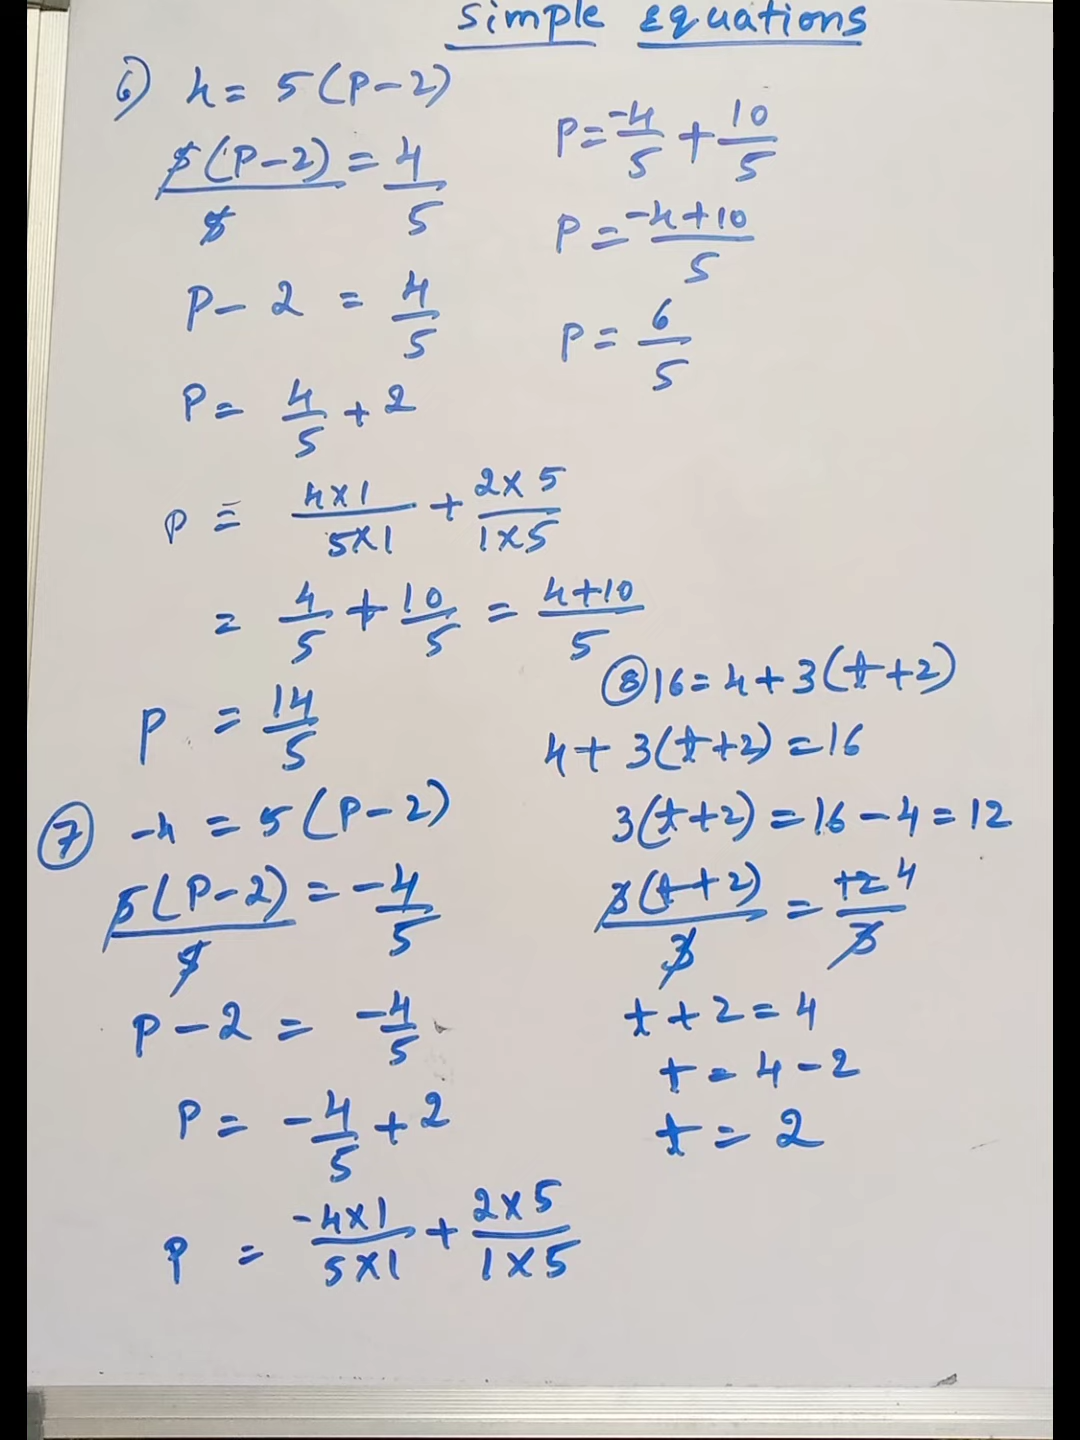 Simple Equations
6) 4 = 5(P-2)
5(P-2)/5 = 4/5
P - 2 = 4/5
P = 4/5 + 2
P = 4×1/5×1 + 2×5/1×5
= 4/5 + 10/5 = 4+10/5
P = 14/5
7 -4 = 5(P-2)
5(P-2)/5 = -4/5
P - 2 = -4/5
P = -4/5 + 2
P = -4×1/5×1 + 2×5/1×5
P = -4/5 + 10/5
P = -4+10/5
P = 6/5
8 16 = 4 + 3(t+2)
4 + 3(t+2) = 16
3(t+2) = 16 - 4 = 12
3(t+2)/3 = 12 4/3
t + 2 = 4
t = 4 - 2
t = 2